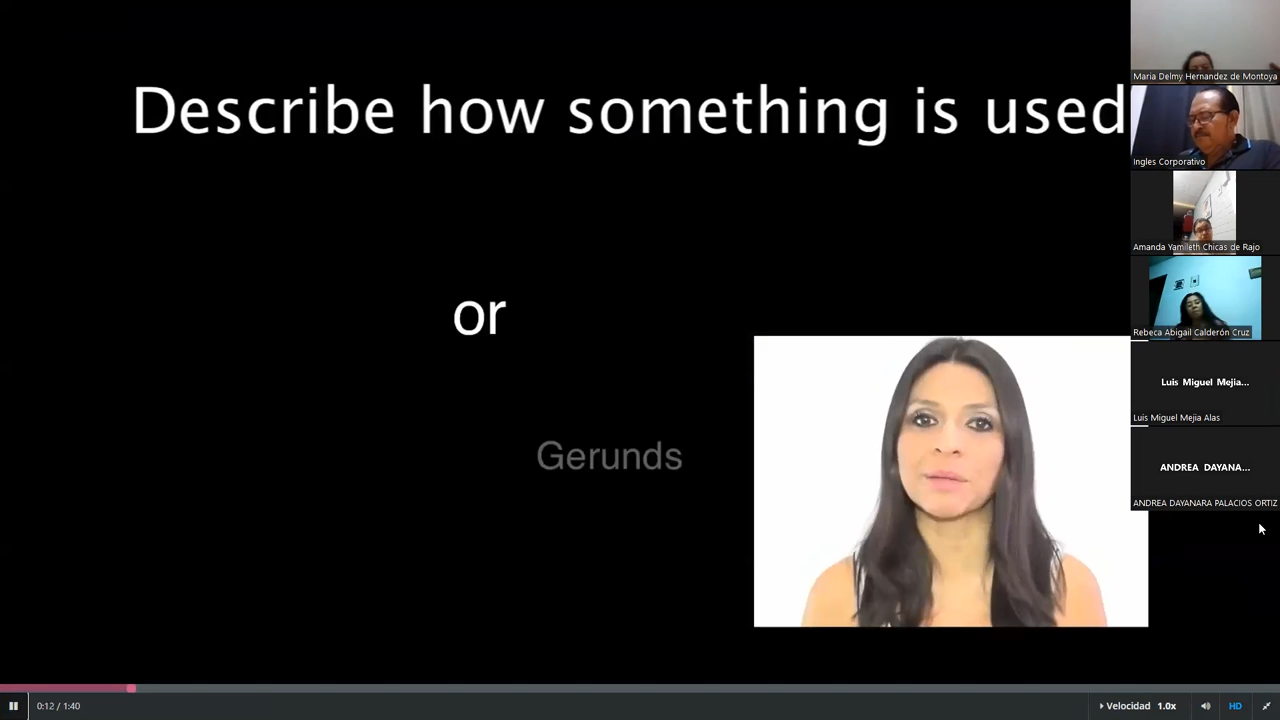 Describe how something is used
or
Gerunds
Maria Delmy Hernandez de Montoya
Ingles Corporativo
Amanda Yamileth Chicas de Rajo
Rebeca Abigail Calderón Cruz
Luis Miguel Mejia...
Luis Miguel Mejia Alas
ANDREA DAYANA...
ANDREA DAYANARA PALACIOS ORTIZ
0:12 / 1:40
Velocidad 1.0x
HD